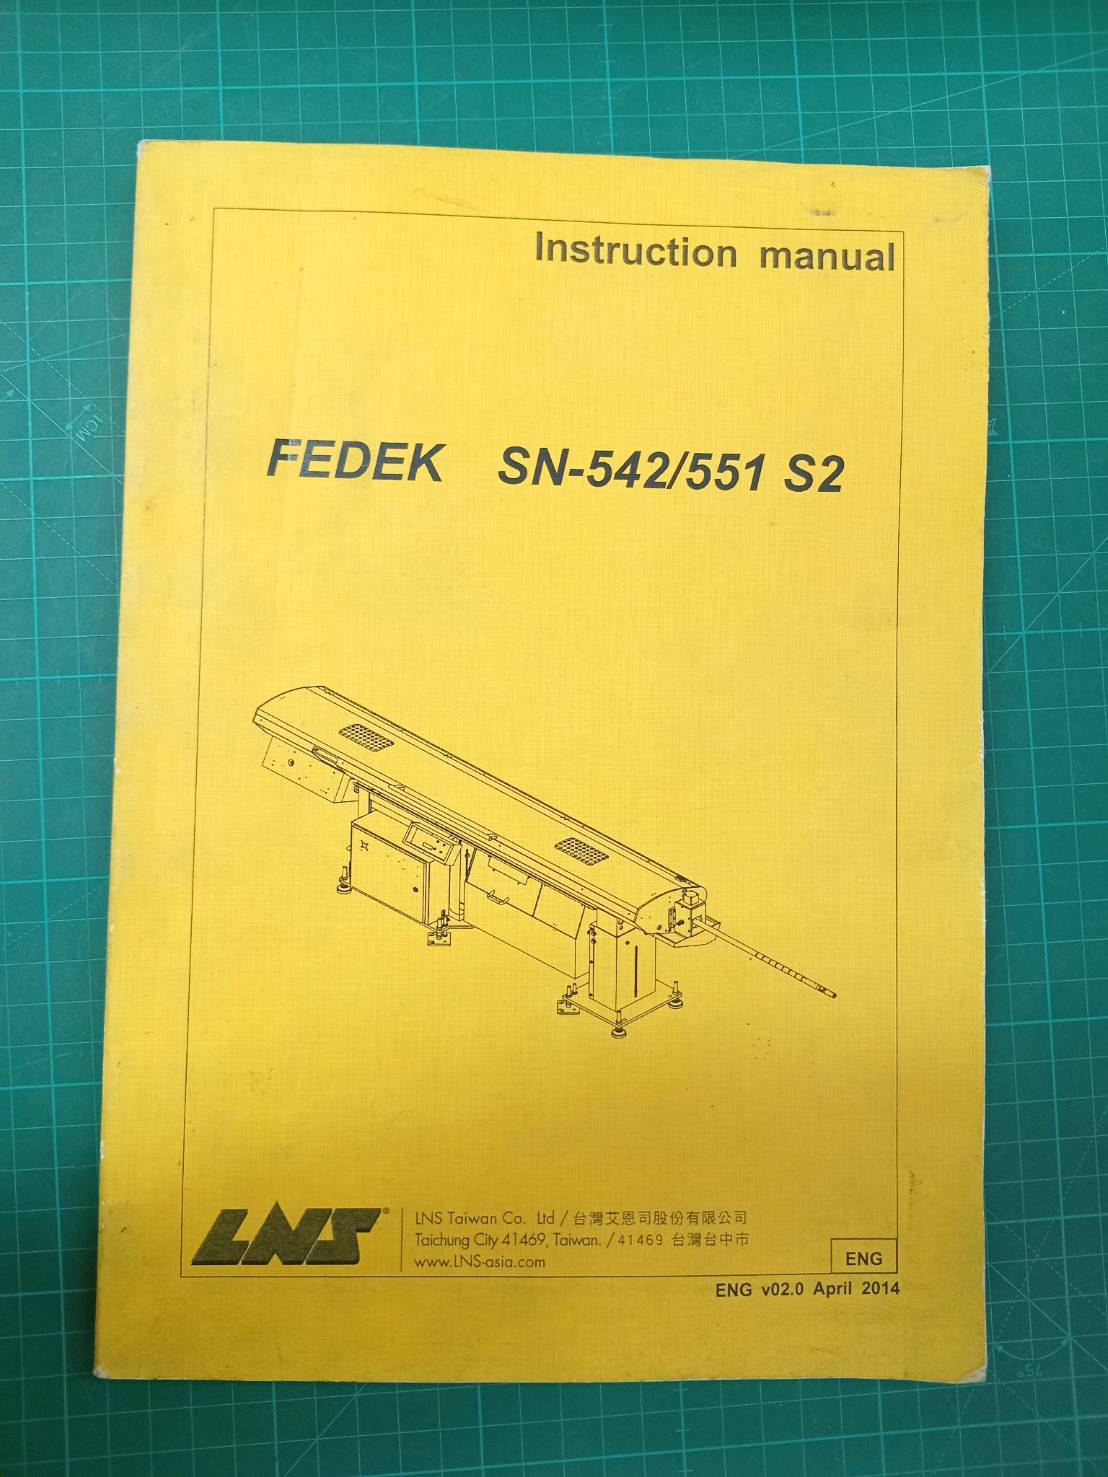 Instruction manual
FEDEK SN-542/551 S2
LNS®
LNS Taiwan Co. Ltd / 台灣艾恩司股份有限公司
Taichung City 41469, Taiwan. / 41469 台灣台中市
www.LNS-asia.com
ENG
ENG v02.0 April 2014
1CM
75°